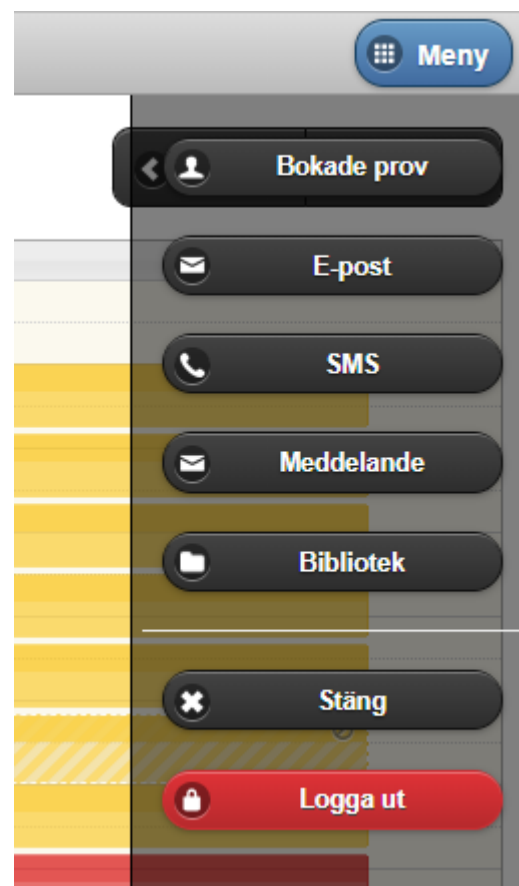 Meny
Bokade prov
E-post
SMS
Meddelande
Bibliotek
Stäng
Logga ut